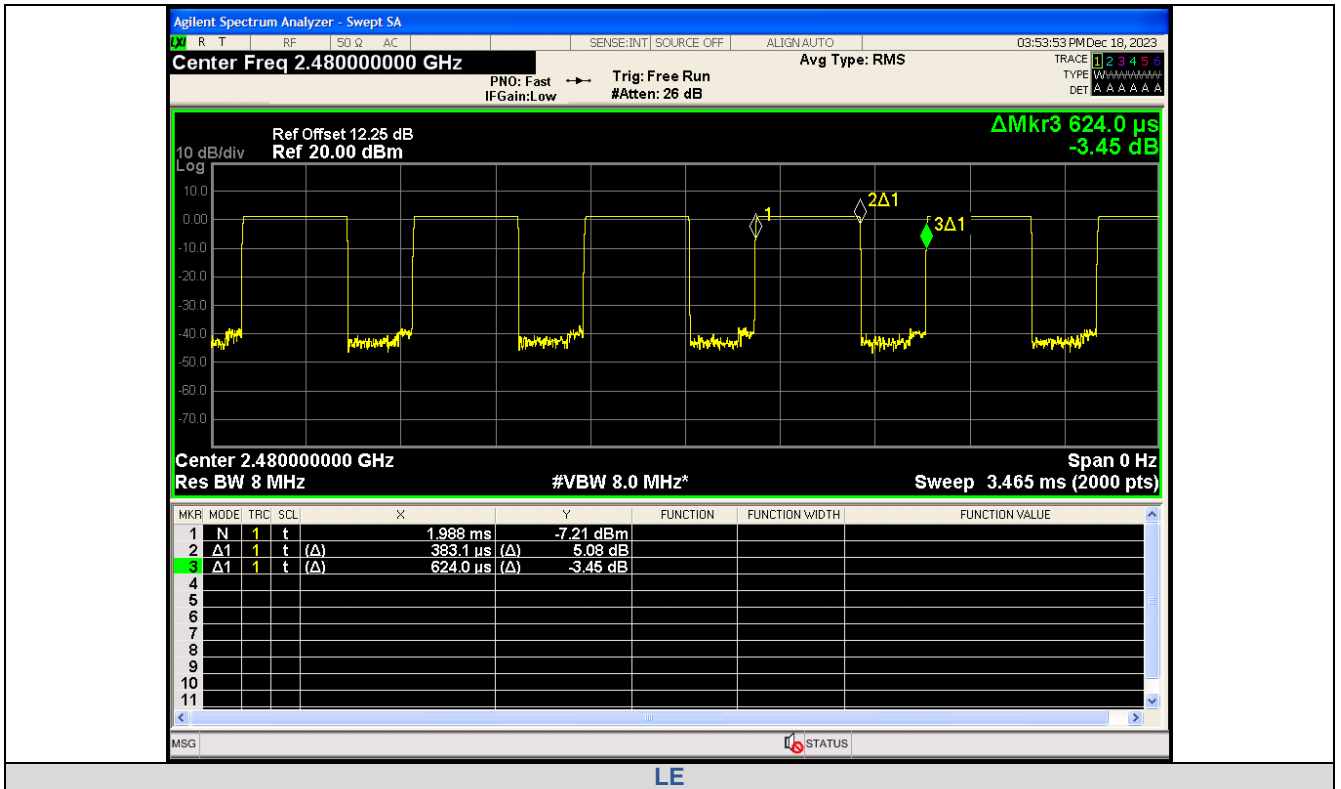 Agilent Spectrum Analyzer - Swept SA
LXI R T RF 50 Ω AC SENSE:INT SOURCE OFF ALIGN AUTO 03:53:53 PM Dec 18, 2023
Center Freq 2.480000000 GHz
PNO: Fast
IFGain:Low
Trig: Free Run
#Atten: 26 dB
Avg Type: RMS
TRACE 1 2 3 4 5 6
TYPE WWWWWW
DET A A A A A A
ΔMkr3 624.0 µs
-3.45 dB
Ref Offset 12.25 dB
10 dB/div Ref 20.00 dBm
Log
10.0
0.00
-10.0
-20.0
-30.0
-40.0
-50.0
-60.0
-70.0
1
2Δ1
3Δ1
Center 2.480000000 GHz Span 0 Hz
Res BW 8 MHz #VBW 8.0 MHz* Sweep 3.465 ms (2000 pts)
MKR MODE TRC SCL X Y FUNCTION FUNCTION WIDTH FUNCTION VALUE
1 N 1 t 1.988 ms -7.21 dBm
2 Δ1 1 t (Δ) 383.1 µs (Δ) 5.08 dB
3 Δ1 1 t (Δ) 624.0 µs (Δ) -3.45 dB
4
5
6
7
8
9
10
11
MSG STATUS
LE